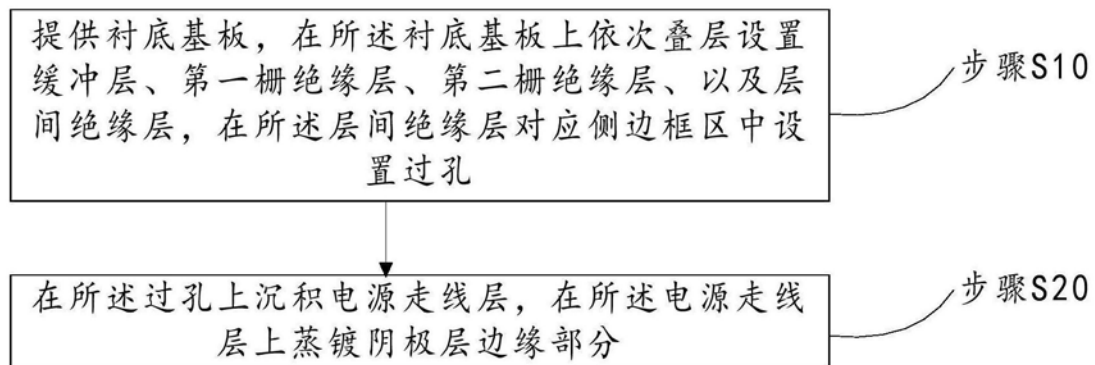 提供衬底基板，在所述衬底基板上依次叠层设置
缓冲层、第一栅绝缘层、第二栅绝缘层、以及层
间绝缘层，在所述层间绝缘层对应侧边框区中设
置过孔
步骤S10
在所述过孔上沉积电源走线层，在所述电源走线
层上蒸镀阴极层边缘部分
步骤S20